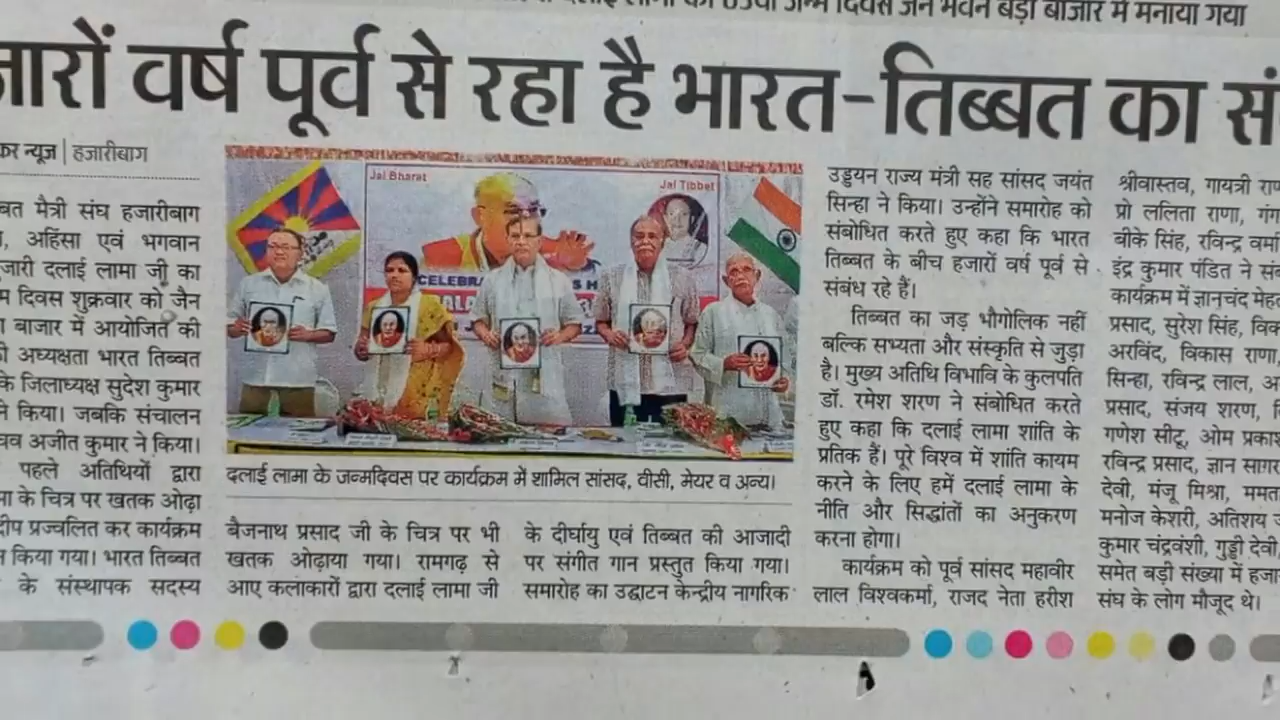 दलाई लामा का 83वां जन्म दिवस जैन भवन बड़ा बाजार में मनाया गया
जारों वर्ष पूर्व से रहा है भारत-तिब्बत का सं
कर न्यूज | हजारीबाग
बत मैत्री संघ हजारीबाग
, अहिंसा एवं भगवान
जारी दलाई लामा जी का
म दिवस शुक्रवार को जैन
ा बाजार में आयोजित की
ी अध्यक्षता भारत तिब्बत
के जिलाध्यक्ष सुदेश कुमार
ने किया। जबकि संचालन
चव अजीत कुमार ने किया।
पहले अतिथियों द्वारा
मा के चित्र पर खतक ओढ़ा
दीप प्रज्वलित कर कार्यक्रम
न किया गया। भारत तिब्बत
के संस्थापक सदस्य
Jai Bharat
Jai Tibbet
CELEBRA
दलाई लामा के जन्मदिवस पर कार्यक्रम में शामिल सांसद, वीसी, मेयर व अन्य।
बैजनाथ प्रसाद जी के चित्र पर भी
खतक ओढ़ाया गया। रामगढ़ से
आए कलाकारों द्वारा दलाई लामा जी
के दीर्घायु एवं तिब्बत की आजादी
पर संगीत गान प्रस्तुत किया गया।
समारोह का उद्घाटन केन्द्रीय नागरिक
उड्डयन राज्य मंत्री सह सांसद जयंत
सिन्हा ने किया। उन्होंने समारोह को
संबोधित करते हुए कहा कि भारत
तिब्बत के बीच हजारों वर्ष पूर्व से
संबंध रहे हैं।
तिब्बत का जड़ भौगोलिक नहीं
बल्कि सभ्यता और संस्कृति से जुड़ा
है। मुख्य अतिथि विभावि के कुलपति
डॉ. रमेश शरण ने संबोधित करते
हुए कहा कि दलाई लामा शांति के
प्रतिक हैं। पूरे विश्व में शांति कायम
करने के लिए हमें दलाई लामा के
नीति और सिद्धांतों का अनुकरण
करना होगा।
कार्यक्रम को पूर्व सांसद महावीर
लाल विश्वकर्मा, राजद नेता हरीश
श्रीवास्तव, गायत्री राण
प्रो ललिता राणा, गंग
बीके सिंह, रविन्द्र वर्मा
इंद्र कुमार पंडित ने संब
कार्यक्रम में ज्ञानचंद मेह
प्रसाद, सुरेश सिंह, विक
अरविंद, विकास राणा
सिन्हा, रविन्द्र लाल, अ
प्रसाद, संजय शरण,
गणेश सीटू, ओम प्रका
रविन्द्र प्रसाद, ज्ञान सागर
देवी, मंजू मिश्रा, ममत
मनोज केशरी, अतिशय
कुमार चंद्रवंशी, गुड्डी देवी
समेत बड़ी संख्या में हजा
संघ के लोग मौजूद थे।